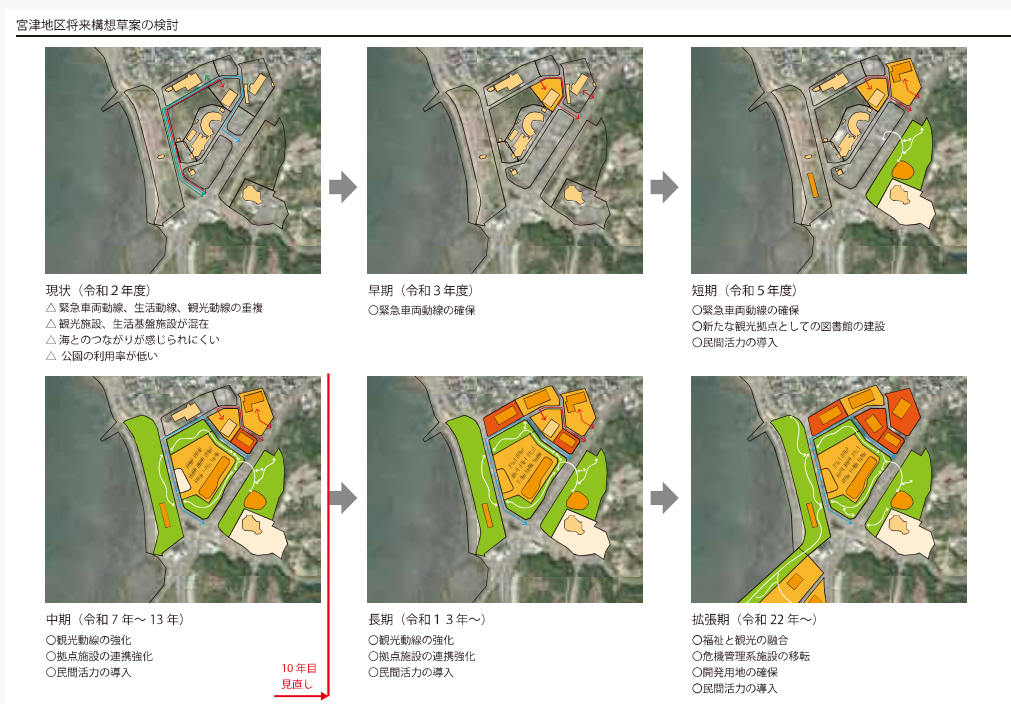 宮津地区将来構想草案の検討
現状（令和２年度）
△ 緊急車両動線、生活動線、観光動線の重複
△ 観光施設、生活基盤施設が混在
△ 海とのつながりが感じられにくい
△ 公園の利用率が低い
早期（令和３年度）
○緊急車両動線の確保
短期（令和５年度）
○緊急車両動線の確保
○新たな観光拠点としての図書館の建設
○民間活力の導入
中期（令和７年～ 13 年）
○観光動線の強化
○拠点施設の連携強化
○民間活力の導入
10 年目
見直し
長期（令和１３年～）
○観光動線の強化
○拠点施設の連携強化
○民間活力の導入
拡張期（令和 22 年～）
○福祉と観光の融合
○危機管理系施設の移転
○開発用地の確保
○民間活力の導入